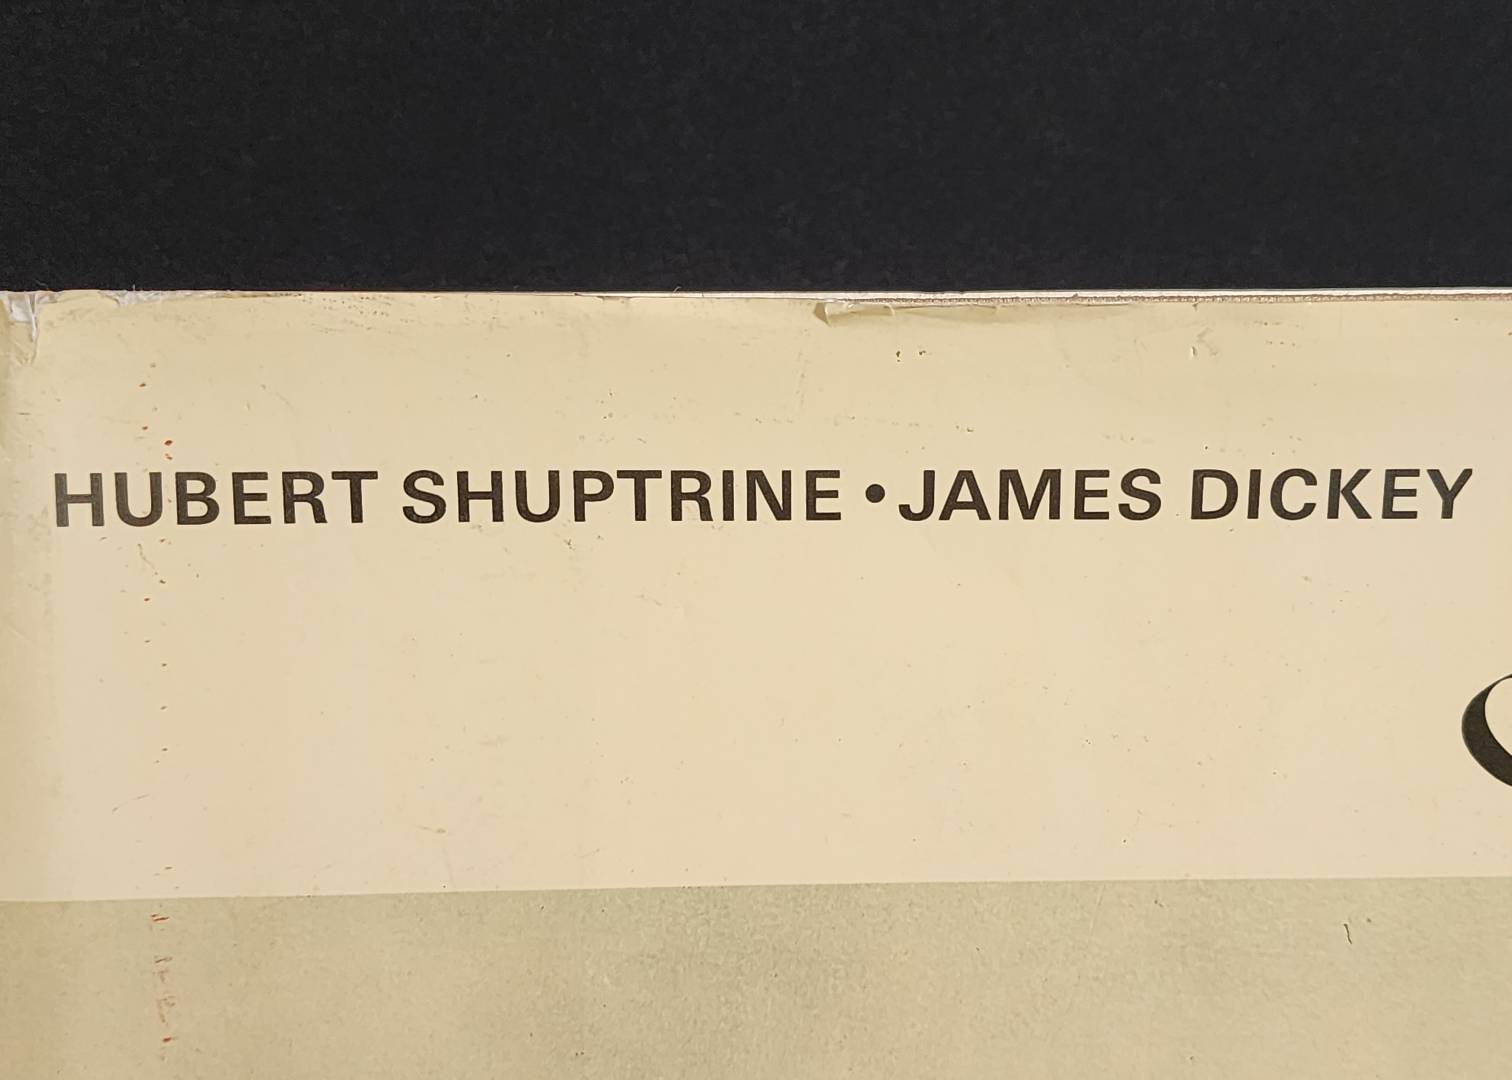 HUBERT SHUPTRINE • JAMES DICKEY